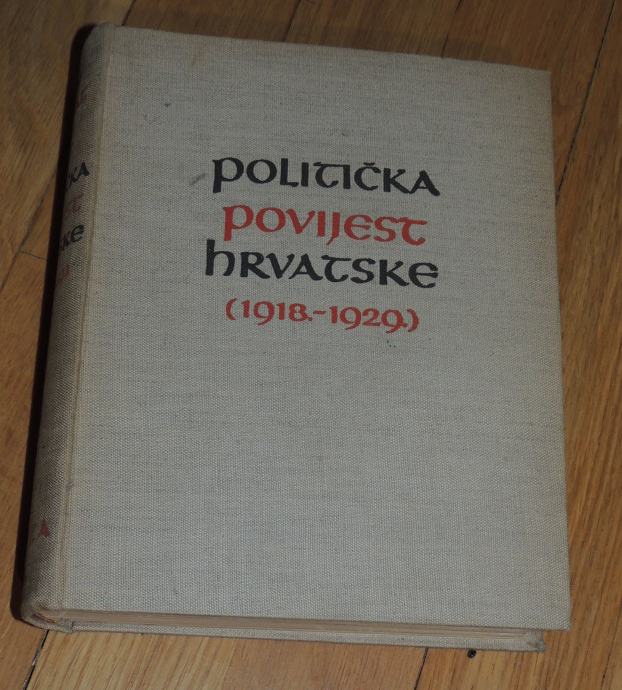 POLITIČKA
POVIJEST
HRVATSKE
(1918.-1929.)